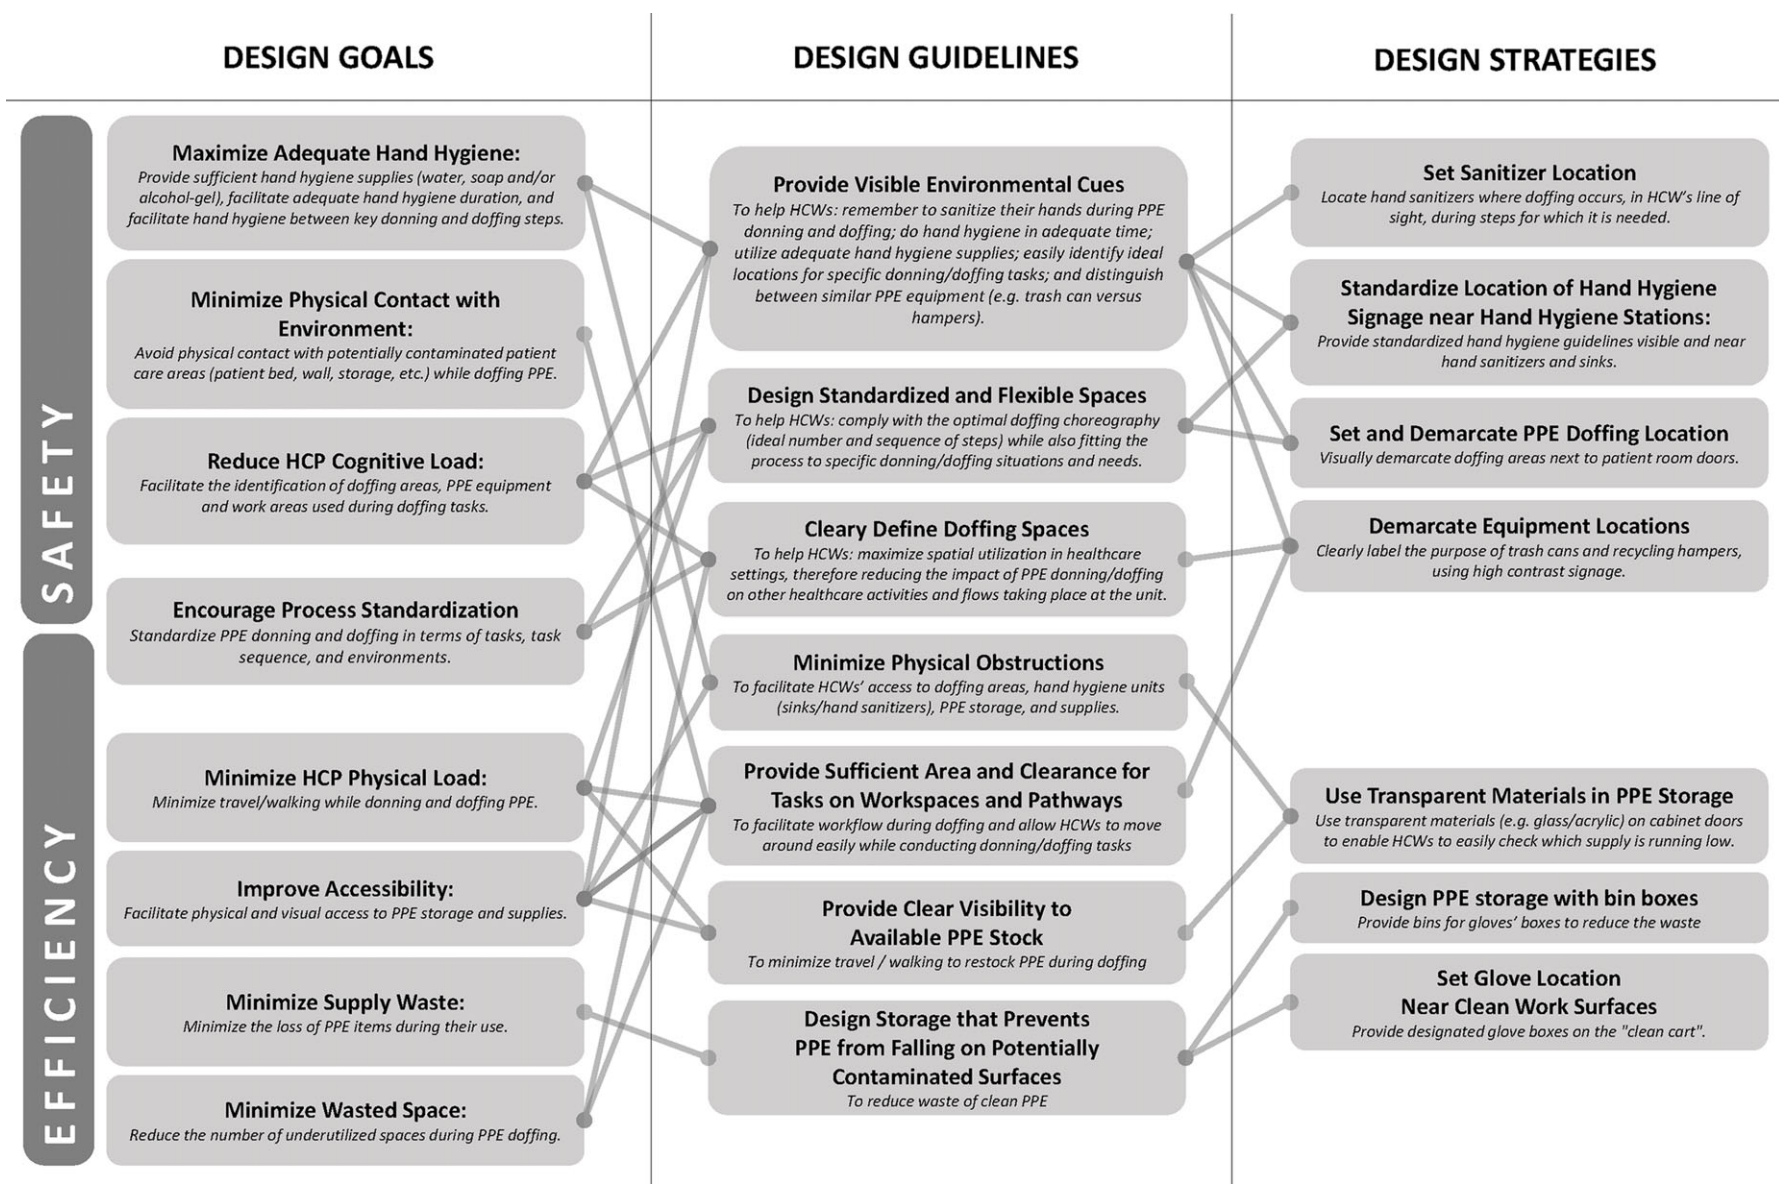 DESIGN GOALS
DESIGN GUIDELINES
DESIGN STRATEGIES
SAFETY
EFFICIENCY
Maximize Adequate Hand Hygiene:
Provide sufficient hand hygiene supplies (water, soap and/or
alcohol-gel), facilitate adequate hand hygiene duration, and
facilitate hand hygiene between key donning and doffing steps.
Minimize Physical Contact with
Environment:
Avoid physical contact with potentially contaminated patient
care areas (patient bed, wall, storage, etc.) while doffing PPE.
Reduce HCP Cognitive Load:
Facilitate the identification of doffing areas, PPE equipment
and work areas used during doffing tasks.
Encourage Process Standardization
Standardize PPE donning and doffing in terms of tasks, task
sequence, and environments.
Minimize HCP Physical Load:
Minimize travel/walking while donning and doffing PPE.
Improve Accessibility:
Facilitate physical and visual access to PPE storage and supplies.
Minimize Supply Waste:
Minimize the loss of PPE items during their use.
Minimize Wasted Space:
Reduce the number of underutilized spaces during PPE doffing.
Provide Visible Environmental Cues
To help HCWs: remember to sanitize their hands during PPE
donning and doffing; do hand hygiene in adequate time;
utilize adequate hand hygiene supplies; easily identify ideal
locations for specific donning/doffing tasks; and distinguish
between similar PPE equipment (e.g. trash can versus
hampers).
Design Standardized and Flexible Spaces
To help HCWs: comply with the optimal doffing choreography
(ideal number and sequence of steps) while also fitting the
process to specific donning/doffing situations and needs.
Cleary Define Doffing Spaces
To help HCWs: maximize spatial utilization in healthcare
settings, therefore reducing the impact of PPE donning/doffing
on other healthcare activities and flows taking place at the unit.
Minimize Physical Obstructions
To facilitate HCWs' access to doffing areas, hand hygiene units
(sinks/hand sanitizers), PPE storage, and supplies.
Provide Sufficient Area and Clearance for
Tasks on Workspaces and Pathways
To facilitate workflow during doffing and allow HCWs to move
around easily while conducting donning/doffing tasks
Provide Clear Visibility to
Available PPE Stock
To minimize travel / walking to restock PPE during doffing
Design Storage that Prevents
PPE from Falling on Potentially
Contaminated Surfaces
To reduce waste of clean PPE
Set Sanitizer Location
Locate hand sanitizers where doffing occurs, in HCW's line of
sight, during steps for which it is needed.
Standardize Location of Hand Hygiene
Signage near Hand Hygiene Stations:
Provide standardized hand hygiene guidelines visible and near
hand sanitizers and sinks.
Set and Demarcate PPE Doffing Location
Visually demarcate doffing areas next to patient room doors.
Demarcate Equipment Locations
Clearly label the purpose of trash cans and recycling hampers,
using high contrast signage.
Use Transparent Materials in PPE Storage
Use transparent materials (e.g. glass/acrylic) on cabinet doors
to enable HCWs to easily check which supply is running low.
Design PPE storage with bin boxes
Provide bins for gloves' boxes to reduce the waste
Set Glove Location
Near Clean Work Surfaces
Provide designated glove boxes on the "clean cart".